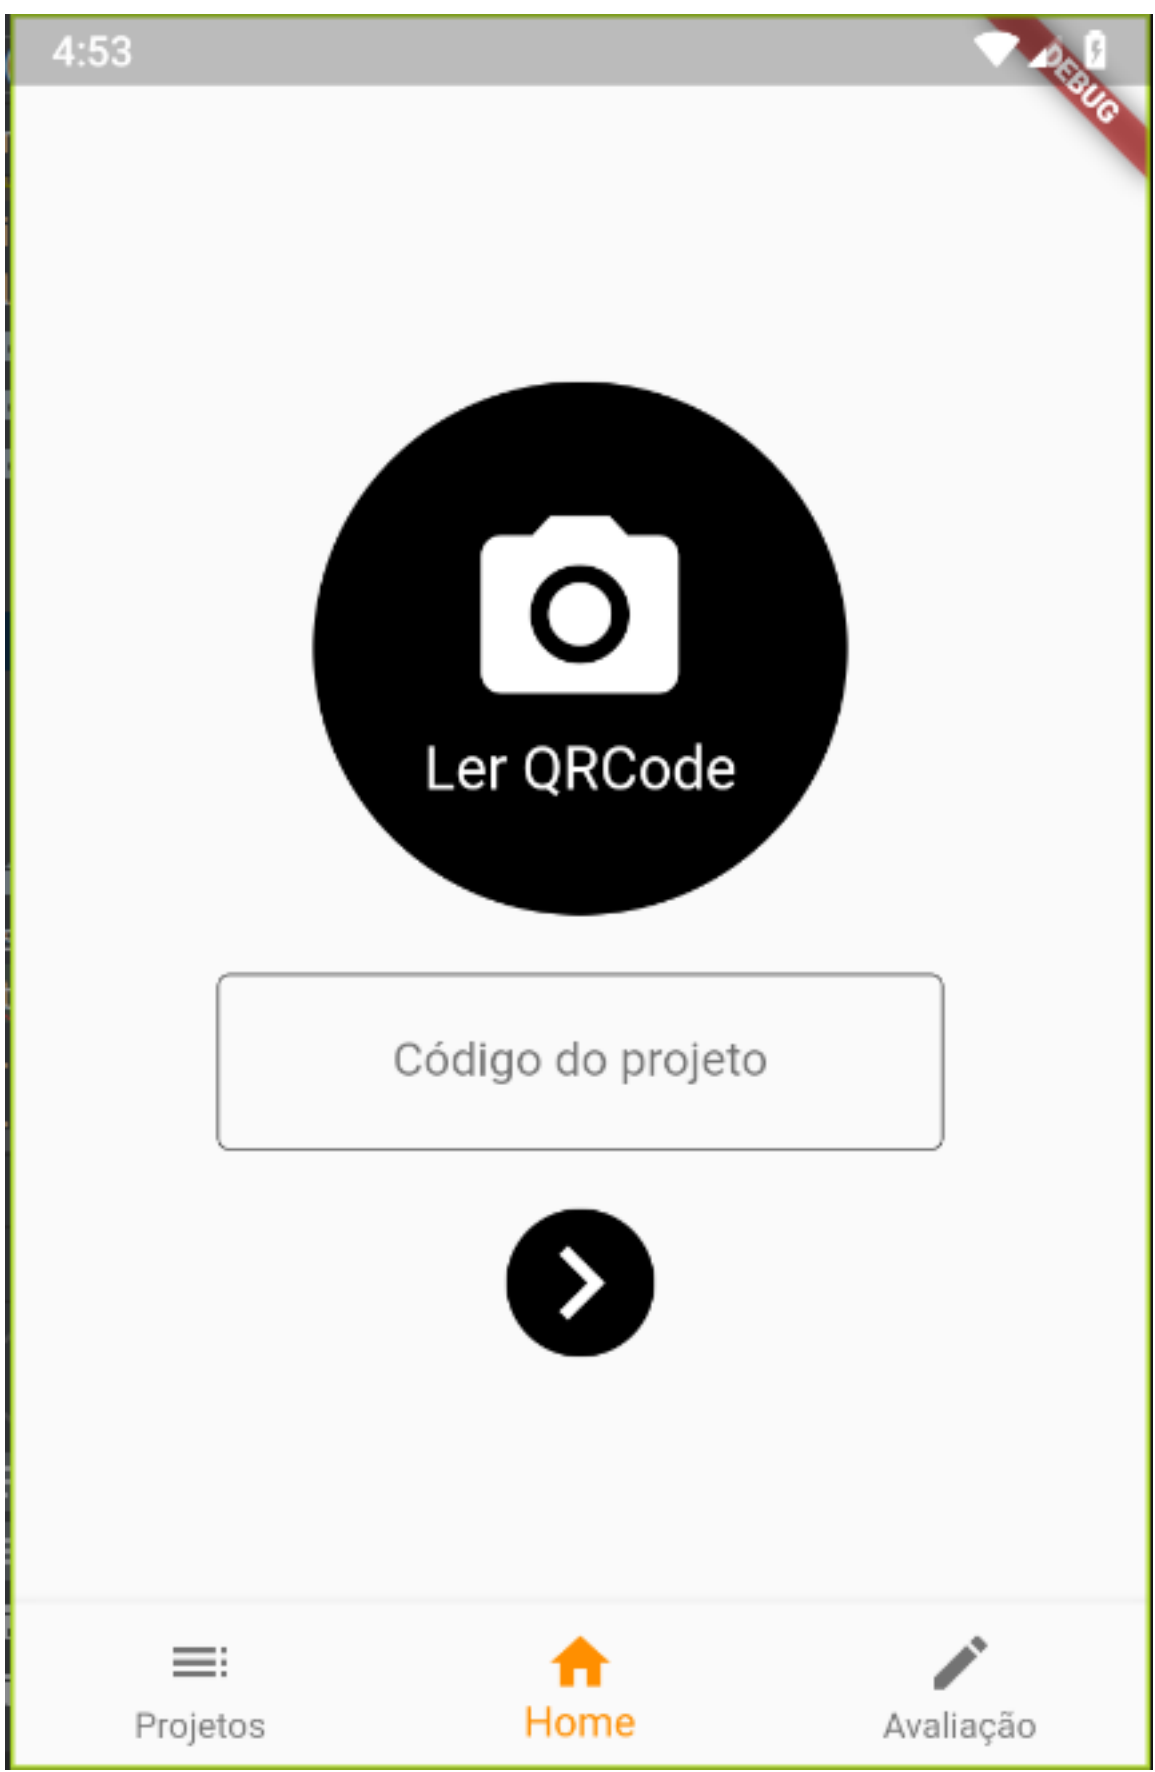 4:53
DEBUG
Ler QRCode
Código do projeto
Projetos
Home
Avaliação